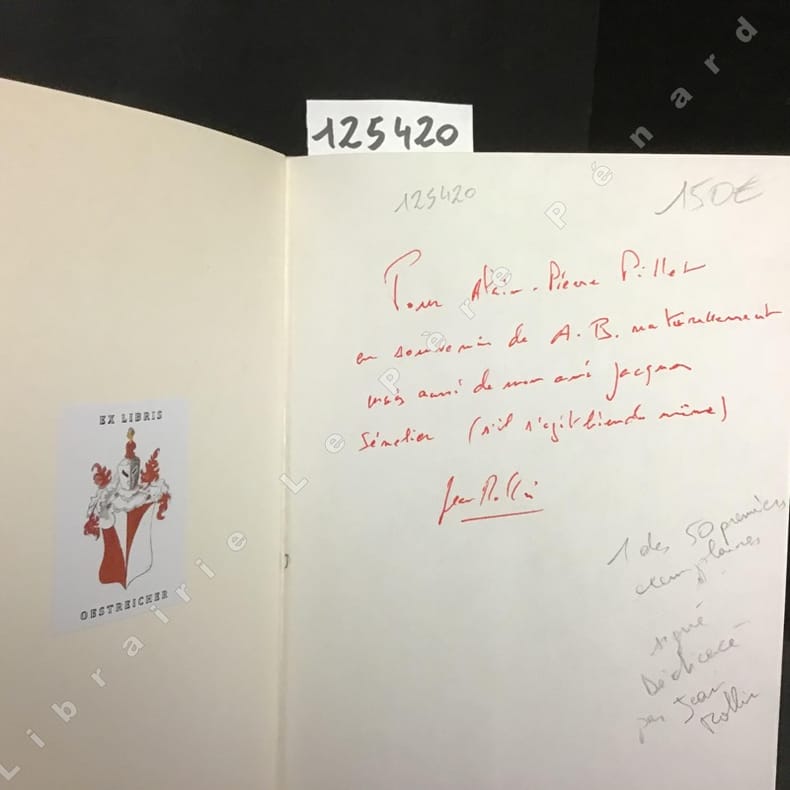 125420
125420
150€
Pour Alain-Pierre Pillet
en souvenir de A.B. naturellement
mais aussi de mon ami Jacques
Sénelier (s'il s'agit bien du même)
Jean Rollin
1 des 50 premiers
exemplaires
signé
Dédicacé
par Jean
Rollin
EX LIBRIS
OESTREICHER
Librairie Le Père Pénard